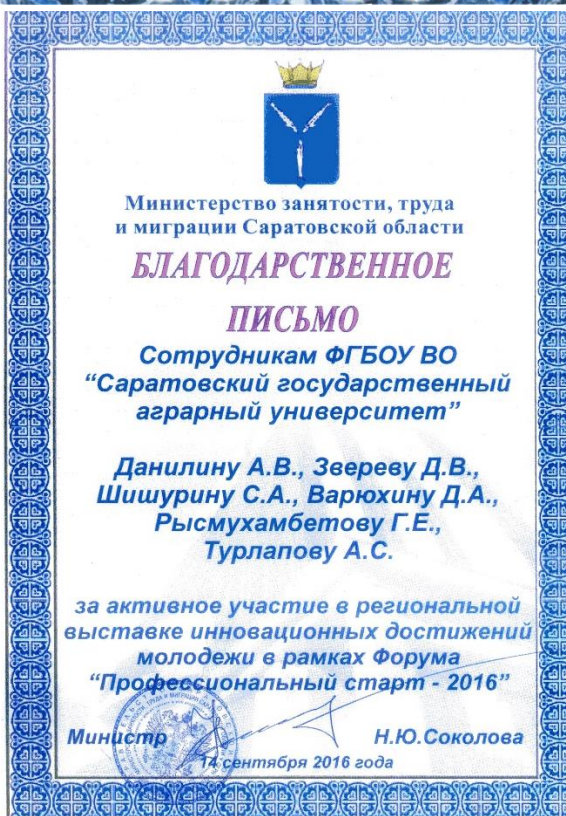 Министерство занятости, труда
и миграции Саратовской области
БЛАГОДАРСТВЕННОЕ
ПИСЬМО
Сотрудникам ФГБОУ ВО
“Саратовский государственный
аграрный университет”
Данилину А.В., Звереву Д.В.,
Шишурину С.А., Варюхину Д.А.,
Рысмухамбетову Г.Е.,
Турлапову А.С.
за активное участие в региональной
выставке инновационных достижений
молодежи в рамках Форума
“Профессиональный старт - 2016”
Министр Н.Ю.Соколова
14 сентября 2016 года